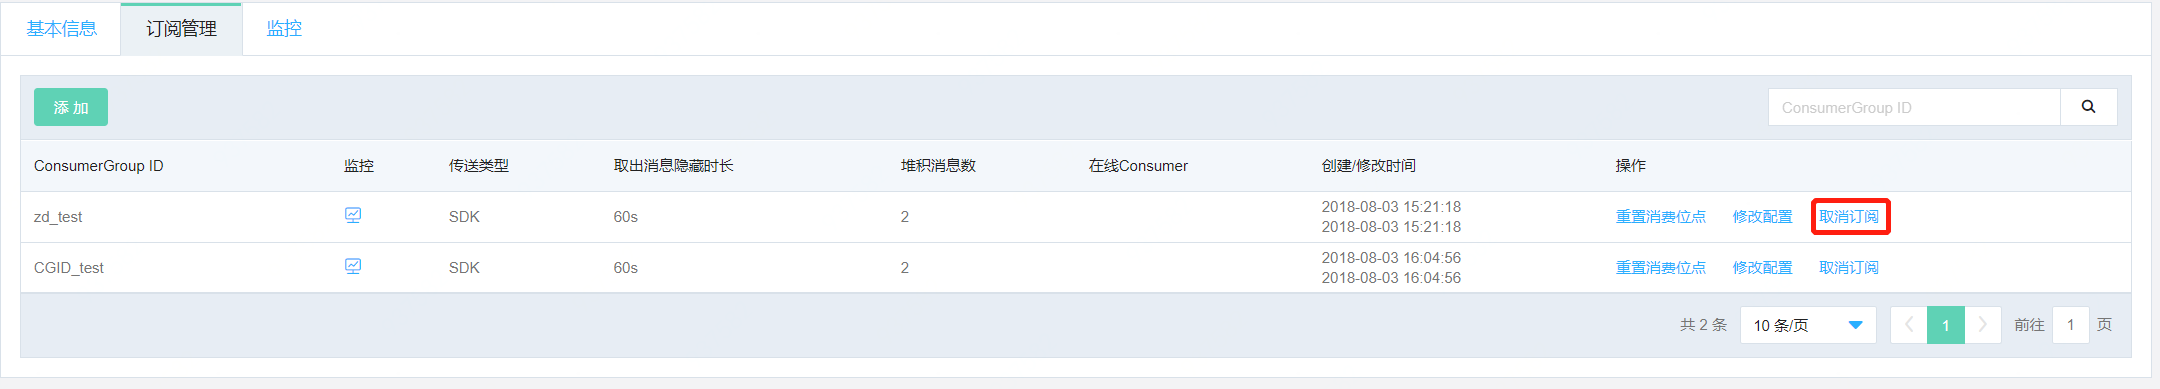 基本信息 订阅管理 监控
添 加 ConsumerGroup ID
ConsumerGroup ID 监控 传送类型 取出消息隐藏时长 堆积消息数 在线Consumer 创建/修改时间 操作
zd_test SDK 60s 2 2018-08-03 15:21:18 重置消费位点 修改配置 取消订阅
2018-08-03 15:21:18
CGID_test SDK 60s 2 2018-08-03 16:04:56 重置消费位点 修改配置 取消订阅
2018-08-03 16:04:56
共 2 条 10 条/页 1 前往 1 页